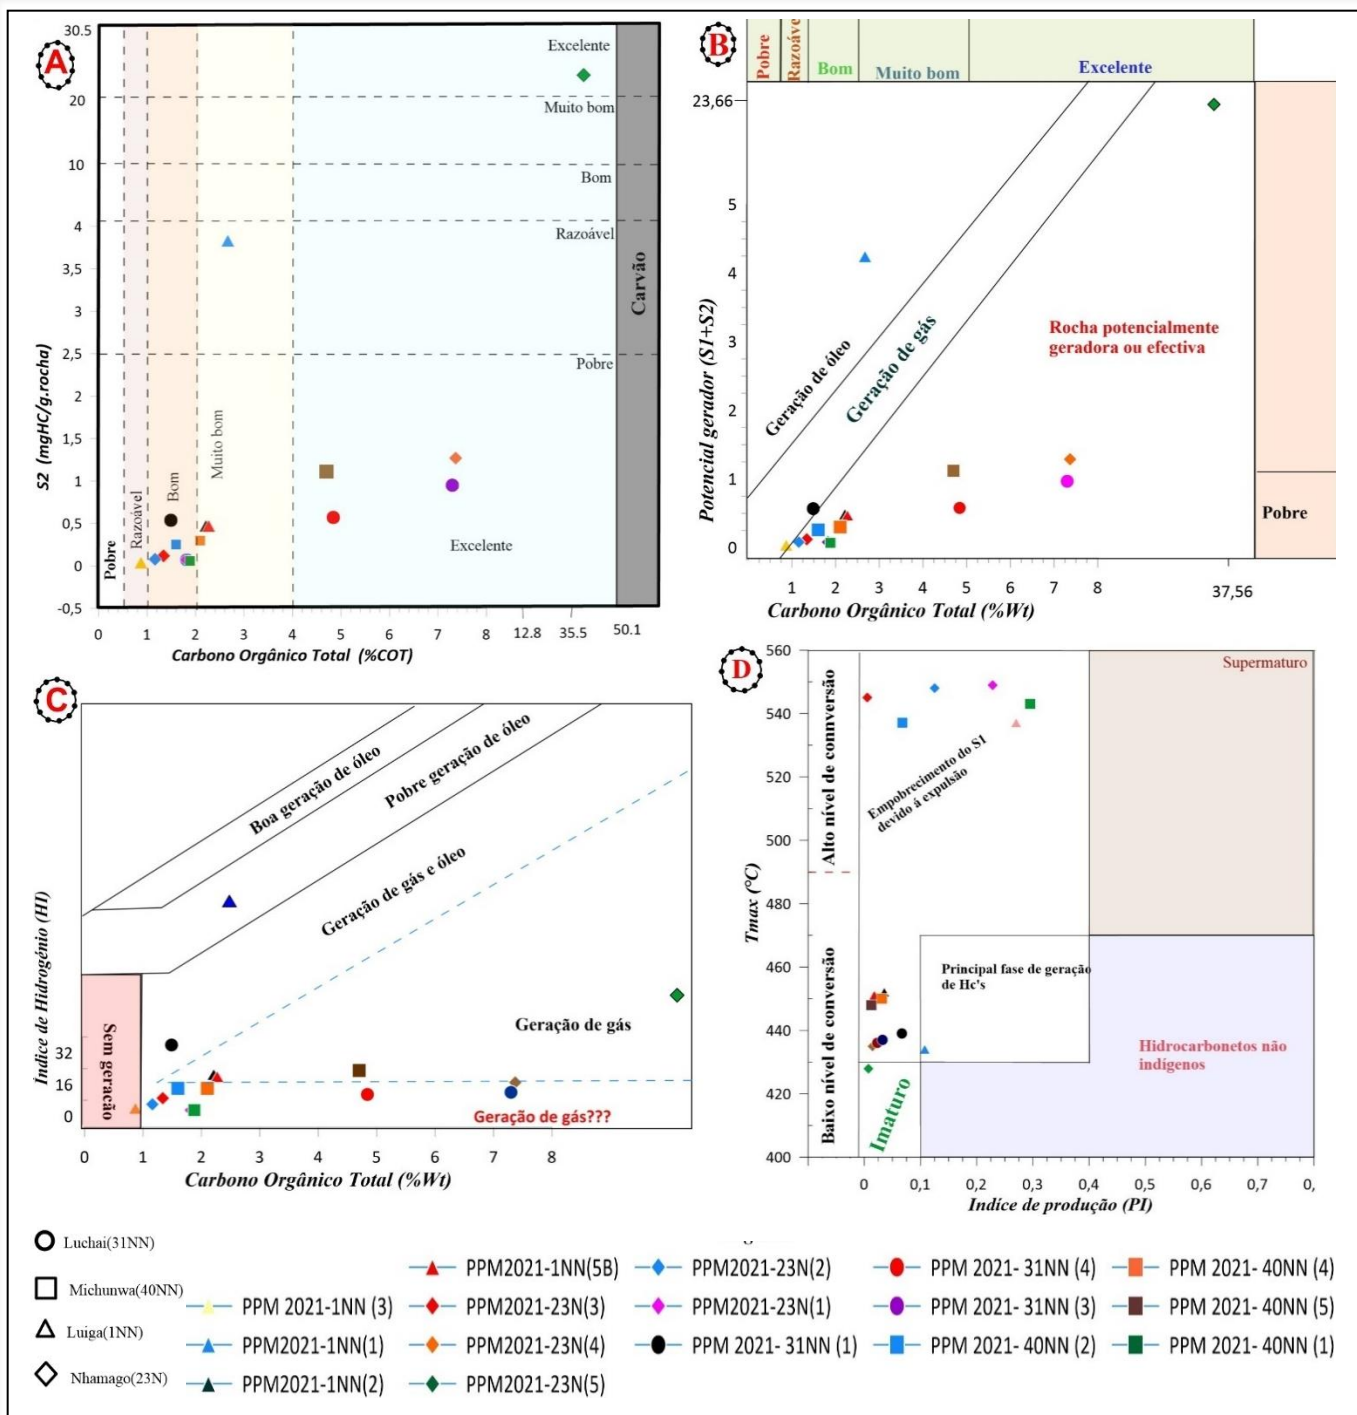 A
30.5
20
10
4
3,5
3
2,5
2
1,5
1
0,5
0
-0,5
S2 (mgHC/g.rocha)
Excelente
Muito bom
Bom
Razoável
Pobre
Carvão
Pobre
Razoável
Bom
Muito bom
Excelente
0 1 2 4 5 7 8 12.8 35.5 50.1
Carbono Orgânico Total (%COT)
B
Pobre
Razoável
Bom
Muito bom
Excelente
23,66
5
4
3
2
1
0
Potencial gerador (S1+S2)
Geração de óleo
Geração de gás
Rocha potencialmente
geradora ou efectiva
Pobre
1 2 3 4 5 6 7 8 37,56
Carbono Orgânico Total (%Wt)
C
Índice de Hidrogénio (HI)
32
16
0
Boa geração de óleo
Pobre geração de óleo
Geração de gás e óleo
Geração de gás
Sem geração
Geração de gás???
0 1 2 3 4 5 6 7 8
Carbono Orgânico Total (%Wt)
D
560
540
520
500
480
460
440
420
400
Tmax (°C)
Alto nível de connversão
Baixo nível de conversão
Supermaturo
Empobrecimento do S1
devido á expulsão
Principal fase de geração
de Hc's
Hidrocarbonetos não
indígenos
Imaturo
0 0,1 0,2 0,3 0,4 0,5 0,6 0,7 0,
Indíce de produção (PI)
Luchai(31NN)
Michunwa(40NN)
Luiga(1NN)
Nhamago(23N)
PPM 2021-1NN (3)
PPM2021-1NN(1)
PPM2021-1NN(2)
PPM2021-1NN(5B)
PPM2021-23N(3)
PPM2021-23N(4)
PPM2021-23N(5)
PPM2021-23N(2)
PPM2021-23N(1)
PPM 2021- 31NN (1)
PPM 2021- 31NN (4)
PPM 2021- 31NN (3)
PPM 2021- 40NN (2)
PPM 2021- 40NN (4)
PPM 2021- 40NN (5)
PPM 2021- 40NN (1)